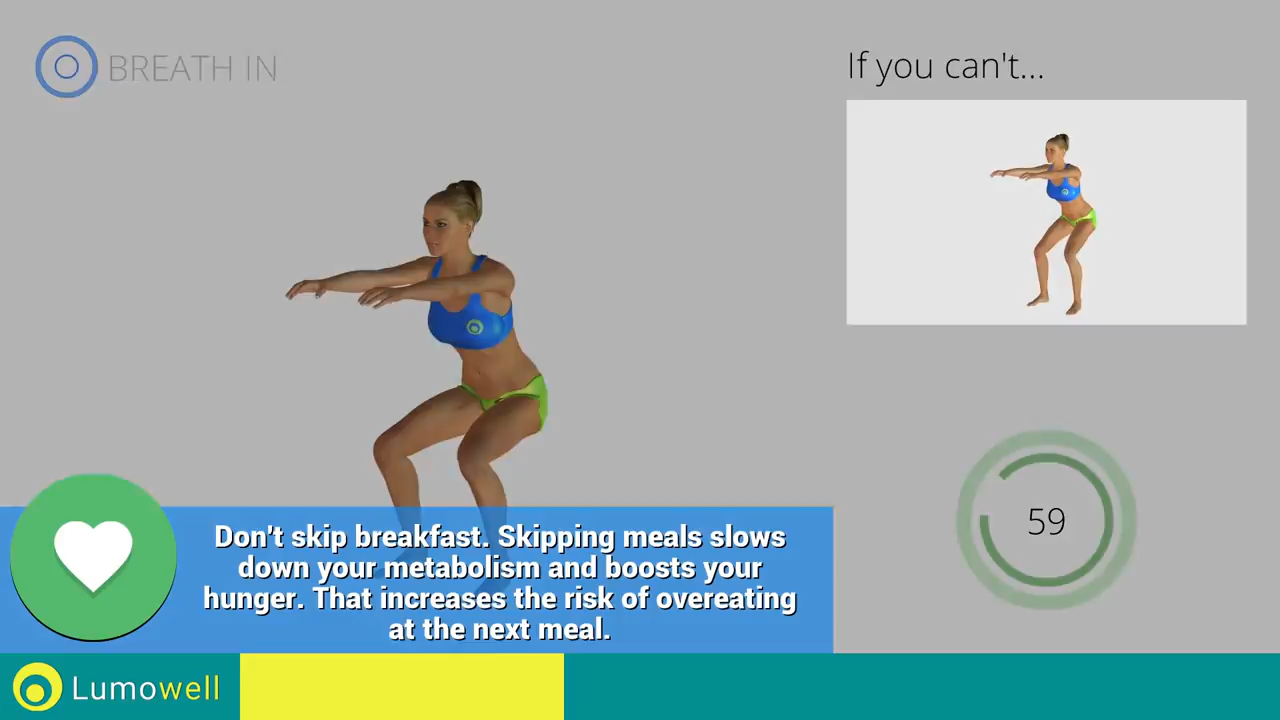 BREATH IN
If you can't...
59
Don't skip breakfast. Skipping meals slows
down your metabolism and boosts your
hunger. That increases the risk of overeating
at the next meal.
Lumowell